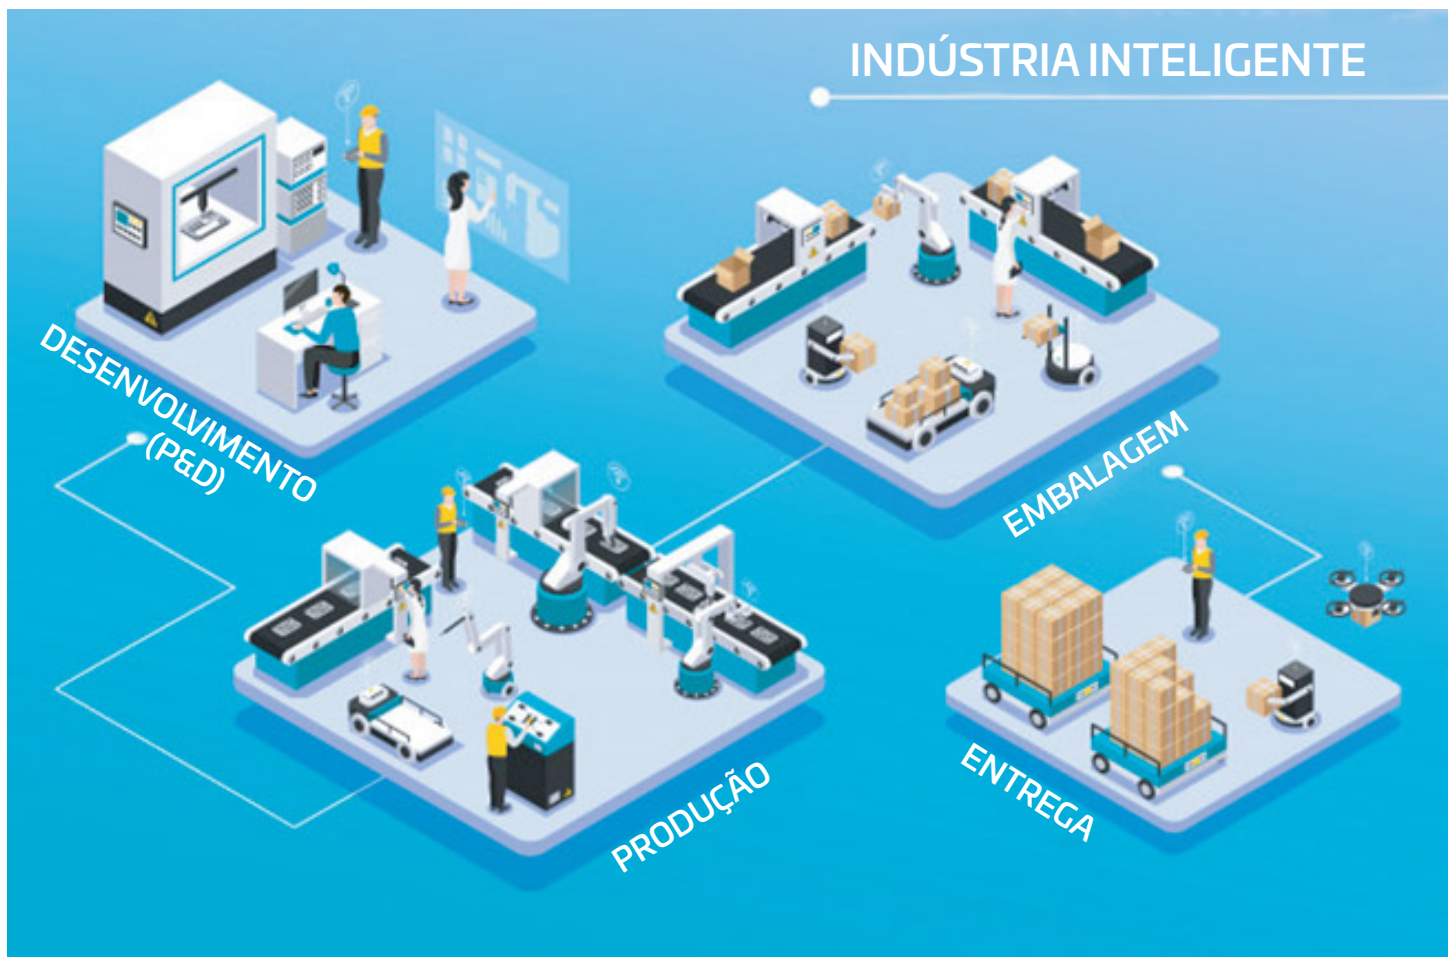 INDÚSTRIA INTELIGENTE
DESENVOLVIMENTO
(P&D)
EMBALAGEM
PRODUÇÃO
ENTREGA